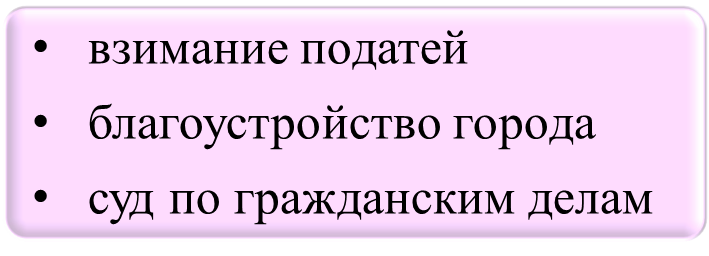 • взимание податей
• благоустройство города
• суд по гражданским делам